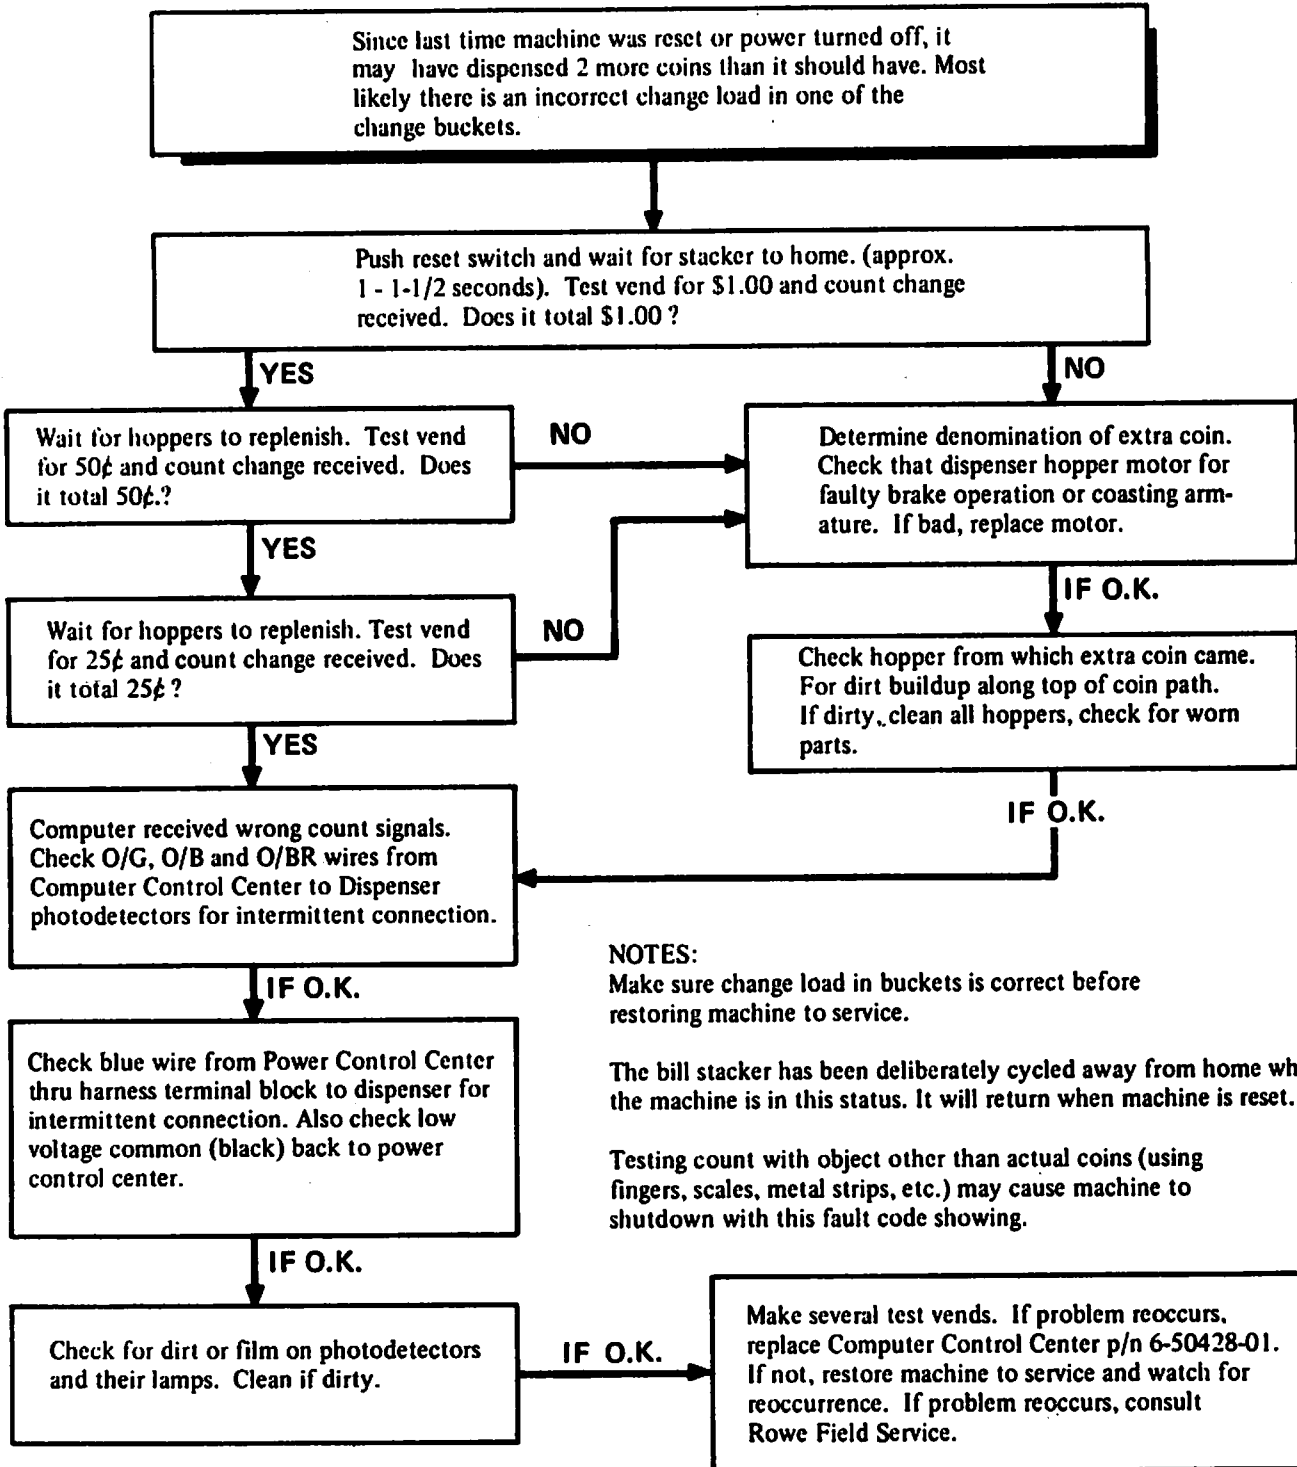 Since last time machine was reset or power turned off, it
may have dispensed 2 more coins than it should have. Most
likely there is an incorrect change load in one of the
change buckets.
Push reset switch and wait for stacker to home. (approx.
1 - 1-1/2 seconds). Test vend for $1.00 and count change
received. Does it total $1.00 ?
YES
NO
Wait for hoppers to replenish. Test vend
for 50¢ and count change received. Does
it total 50¢.?
NO
Determine denomination of extra coin.
Check that dispenser hopper motor for
faulty brake operation or coasting arm-
ature. If bad, replace motor.
YES
IF O.K.
Wait for hoppers to replenish. Test vend
for 25¢ and count change received. Does
it total 25¢ ?
NO
Check hopper from which extra coin came.
For dirt buildup along top of coin path.
If dirty, clean all hoppers, check for worn
parts.
YES
IF O.K.
Computer received wrong count signals.
Check O/G, O/B and O/BR wires from
Computer Control Center to Dispenser
photodetectors for intermittent connection.
IF O.K.
NOTES:
Make sure change load in buckets is correct before
restoring machine to service.
The bill stacker has been deliberately cycled away from home wh
the machine is in this status. It will return when machine is reset.
Testing count with object other than actual coins (using
fingers, scales, metal strips, etc.) may cause machine to
shutdown with this fault code showing.
Check blue wire from Power Control Center
thru harness terminal block to dispenser for
intermittent connection. Also check low
voltage common (black) back to power
control center.
IF O.K.
Check for dirt or film on photodetectors
and their lamps. Clean if dirty.
IF O.K.
Make several test vends. If problem reoccurs,
replace Computer Control Center p/n 6-50428-01.
If not, restore machine to service and watch for
reoccurrence. If problem reoccurs, consult
Rowe Field Service.